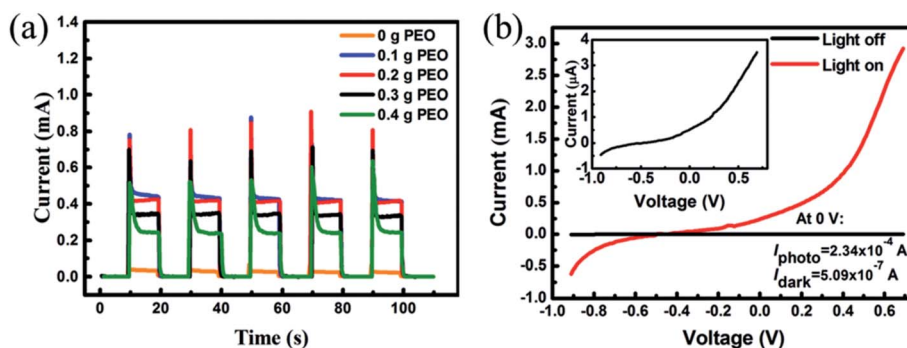 (a)
1.4
1.2
1.0
0.8
0.6
0.4
0.2
0.0
Current (mA)
0 g PEO
0.1 g PEO
0.2 g PEO
0.3 g PEO
0.4 g PEO
0 20 40 60 80 100
Time (s)
(b)
3.0
2.5
2.0
1.5
1.0
0.5
0.0
-0.5
-1.0
Current (mA)
Light off
Light on
4
3
2
1
0
-1
Current (μA)
-1.0 -0.5 0.0 0.5
Voltage (V)
At 0 V:
Iphoto=2.34x10-4 A
Idark=5.09x10-7 A
-1.0 -0.8 -0.6 -0.4 -0.2 0.0 0.2 0.4 0.6
Voltage (V)